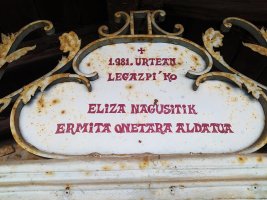 1.981. URTEAN
LEGAZPI´KO
ELIZA NAGUSITIK
ERMITA ONETARA ALDATUA